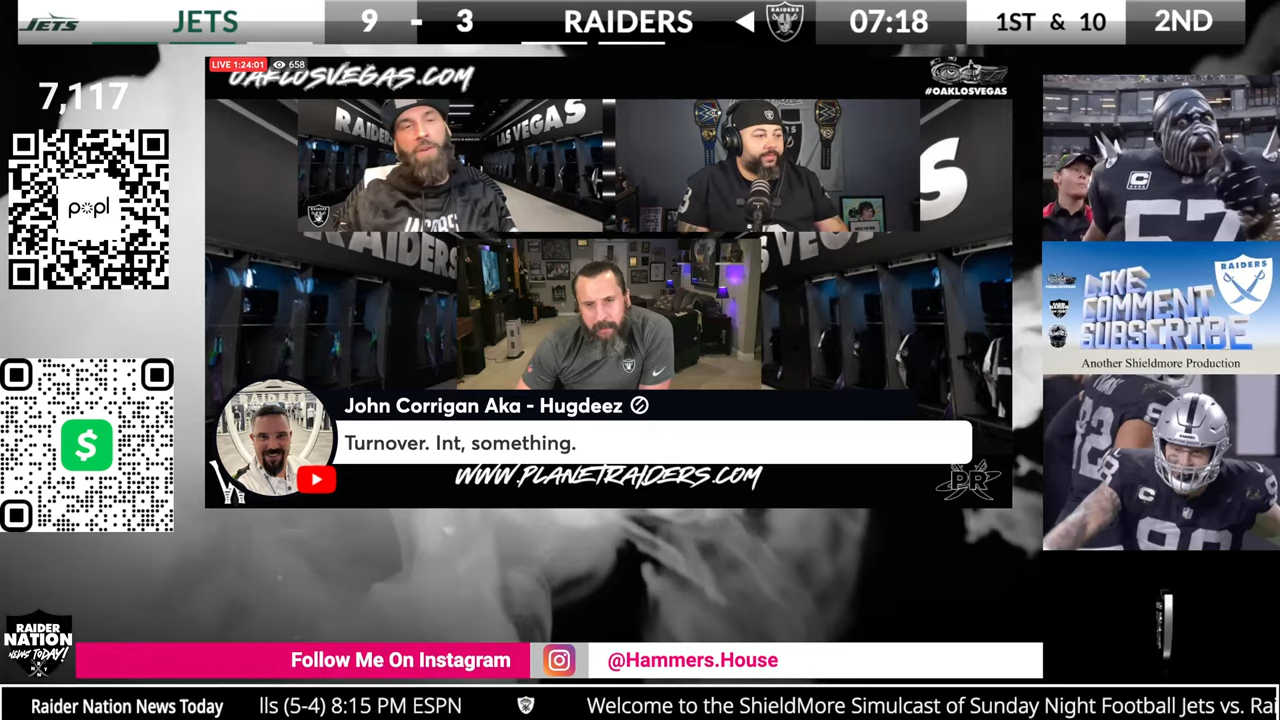 JETS
JETS
9 - 3
RAIDERS
07:18
1ST & 10
2ND
LIVE 1:24:01
658
OAKLOSVEGAS.COM
#OAKLOSVEGAS
7,117
popl
RAIDERS
LAS VEGAS
S
RAIDERS
C
57
RAIDERS
LIKE
COMMENT
SUBSCRIBE
Another Shieldmore Production
John Corrigan Aka - Hugdeez
Turnover. Int, something.
WWW.PLANETRAIDERS.COM
PR
$
C
98
RAIDER
NATION
NEWS TODAY!
Follow Me On Instagram
@Hammers.House
Raider Nation News Today
lls (5-4) 8:15 PM ESPN
Welcome to the ShieldMore Simulcast of Sunday Night Football Jets vs. Rai